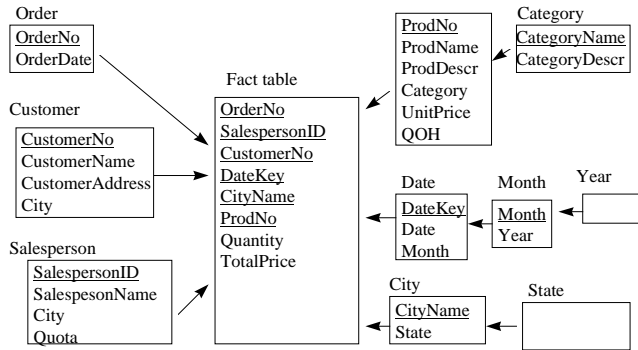 Order
OrderNo
OrderDate
Customer
CustomerNo
CustomerName
CustomerAddress
City
Salesperson
SalespersonID
SalespesonName
City
Quota
Fact table
OrderNo
SalespersonID
CustomerNo
DateKey
CityName
ProdNo
Quantity
TotalPrice
ProdNo
ProdName
ProdDescr
Category
UnitPrice
QOH
Category
CategoryName
CategoryDescr
Date
DateKey
Date
Month
Month
Month
Year
Year
City
CityName
State
State